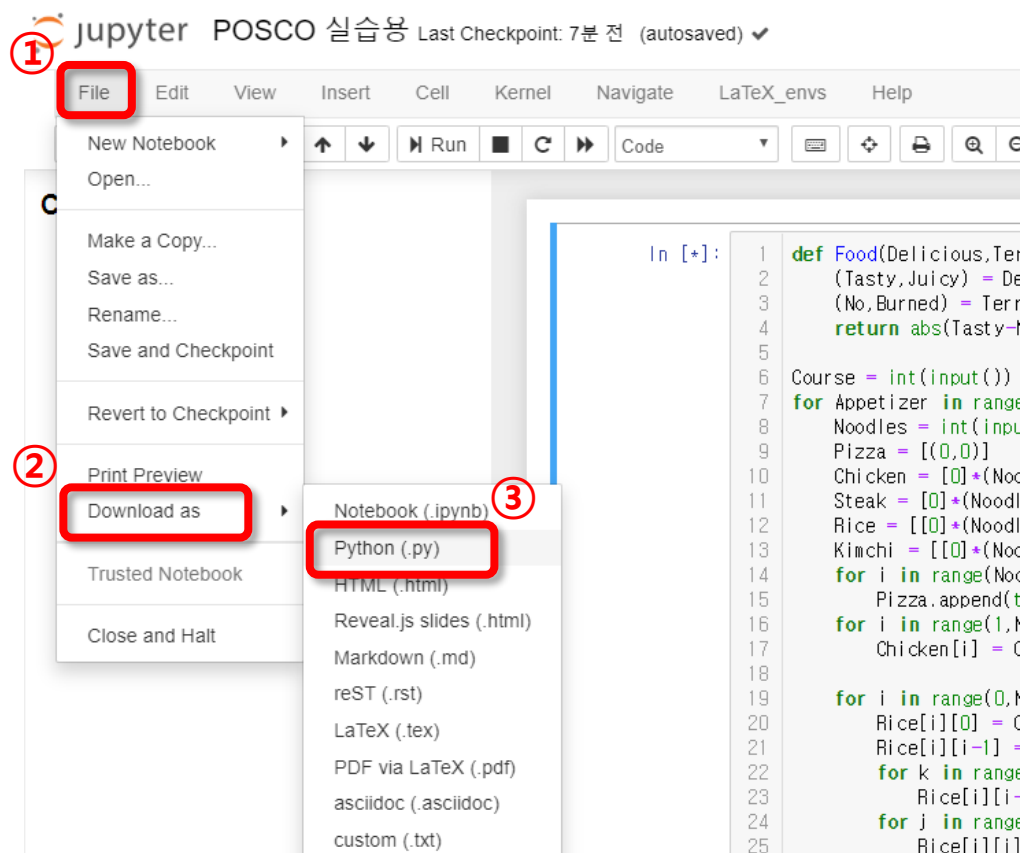 jupyter POSCO 실습용 Last Checkpoint: 7분 전 (autosaved)
①
File Edit View Insert Cell Kernel Navigate LaTeX_envs Help
New Notebook
Run
Code
Open...
C
Make a Copy...
Save as...
Rename...
Save and Checkpoint
Revert to Checkpoint
②
Print Preview
Download as
Trusted Notebook
Close and Halt
③
Notebook (.ipynb)
Python (.py)
HTML (.html)
Reveal.js slides (.html)
Markdown (.md)
reST (.rst)
LaTeX (.tex)
PDF via LaTeX (.pdf)
asciidoc (.asciidoc)
custom (.txt)
In [*]:
1 def Food(Delicious,Ter
2 (Tasty,Juicy) = De
3 (No,Burned) = Terr
4 return abs(Tasty-N
5
6 Course = int(input())
7 for Appetizer in range
8 Noodles = int(inpu
9 Pizza = [(0,0)]
10 Chicken = [0]*(Noo
11 Steak = [0]*(Noodl
12 Rice = [[0]*(Noodl
13 Kimchi = [[0]*(Noo
14 for i in range(Noo
15 Pizza.append(t
16 for i in range(1,N
17 Chicken[i] = C
18
19 for i in range(0,N
20 Rice[i][0] = C
21 Rice[i][i-1] =
22 for k in range
23 Rice[i][i-
24 for j in range
25 Rice[i][j]